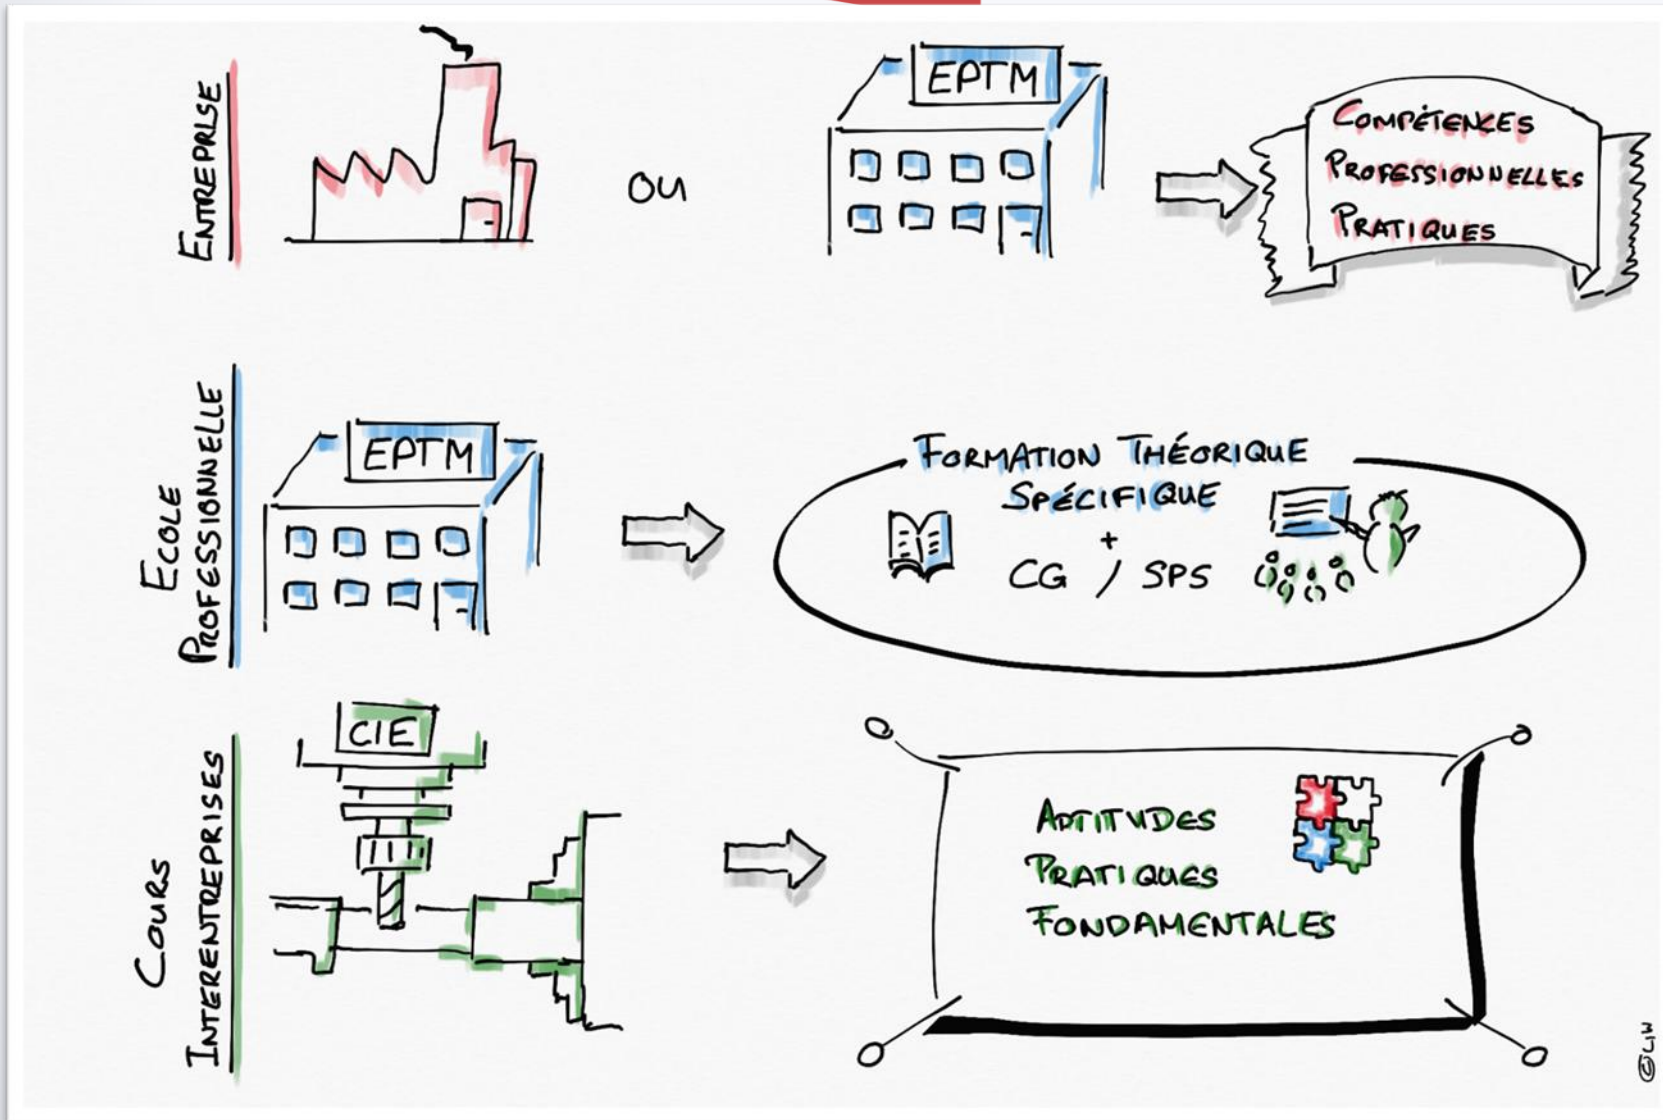 ENTREPRISE
OU
EPTM
COMPÉTENCES
PROFESSIONNELLES
PRATIQUES
ECOLE
PROFESSIONNELLE
EPTM
FORMATION THÉORIQUE
SPÉCIFIQUE
+
CG / SPS
COURS
INTERENTREPRISES
CIE
APTITUDES
PRATIQUES
FONDAMENTALES
©LIW